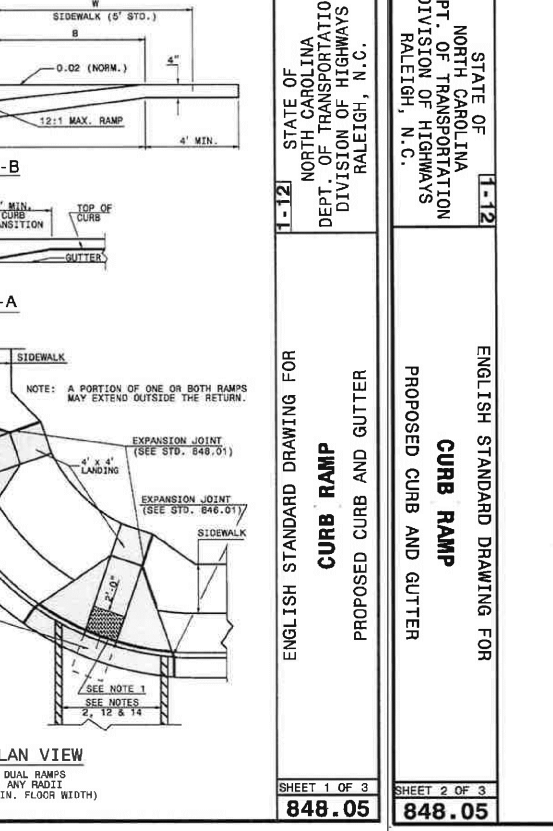 W
SIDEWALK (5' STD.)
B
4"
0.02 (NORM.)
12:1 MAX. RAMP
4' MIN.
-B
' MIN.
CURB
NSITION
TOP OF
CURB
GUTTER
-A
SIDEWALK
NOTE: A PORTION OF ONE OR BOTH RAMPS
MAY EXTEND OUTSIDE THE RETURN.
EXPANSION JOINT
(SEE STD. 848.01)
4' x 4'
LANDING
EXPANSION JOINT
(SEE STD. 846.01)
SIDEWALK
2'-0"
SEE NOTE 1
SEE NOTES
2, 12 & 14
LAN VIEW
DUAL RAMPS
ANY RADII
IN. FLOOR WIDTH)
1-12
STATE OF
NORTH CAROLINA
DEPT. OF TRANSPORTATIO
DIVISION OF HIGHWAYS
RALEIGH, N.C.
ENGLISH STANDARD DRAWING FOR
CURB RAMP
PROPOSED CURB AND GUTTER
SHEET 1 OF 3
848.05
1-12
STATE OF
NORTH CAROLINA
PT. OF TRANSPORTATION
DIVISION OF HIGHWAYS
RALEIGH, N.C.
ENGLISH STANDARD DRAWING FOR
CURB RAMP
PROPOSED CURB AND GUTTER
SHEET 2 OF 3
848.05